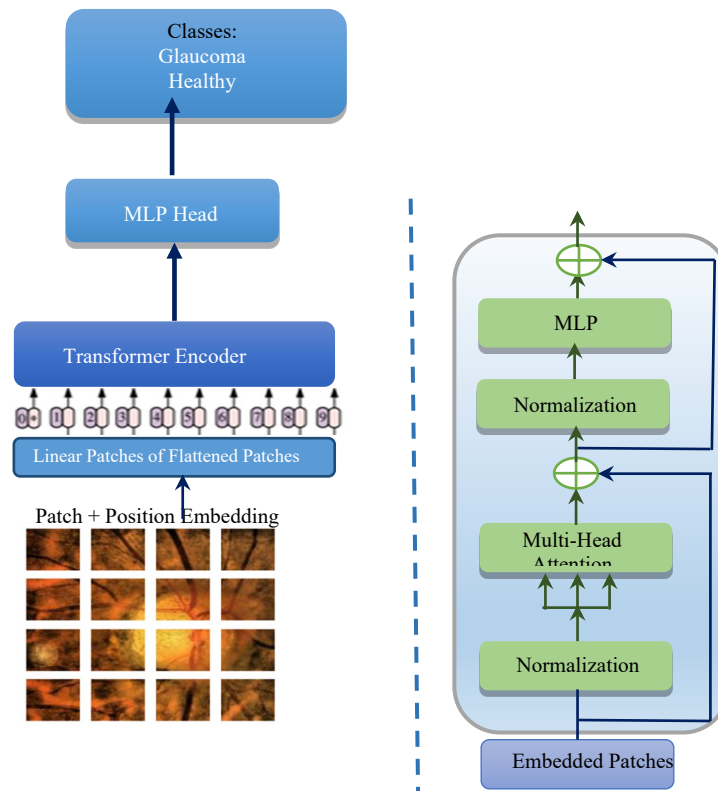 Classes:
Glaucoma
Healthy
MLP Head
Transformer Encoder
0 * 1 2 3 4 5 6 7 8 9
Linear Patches of Flattened Patches
Patch + Position Embedding
MLP
Normalization
Multi-Head
Attention
Normalization
Embedded Patches